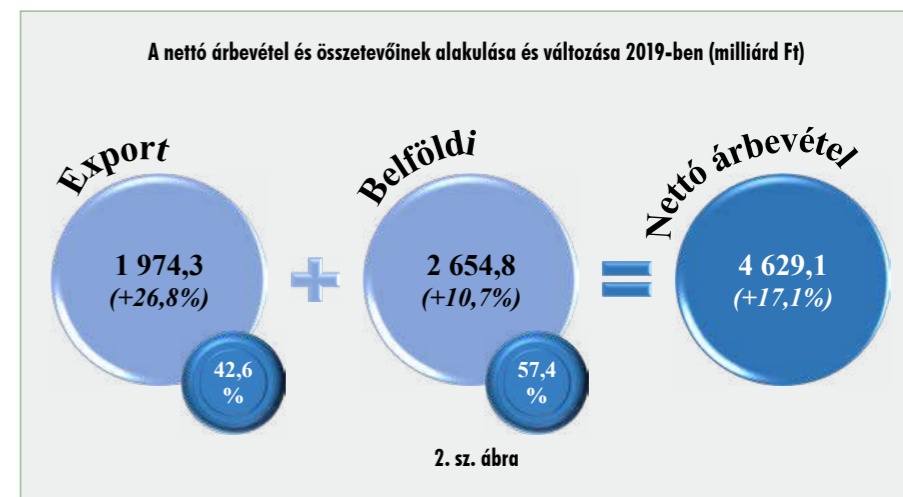 A nettó árbevétel és összetevőinek alakulása és változása 2019-ben (milliárd Ft)
Export
1 974,3
(+26,8%)
42,6
%
Belföldi
2 654,8
(+10,7%)
57,4
%
Nettó árbevétel
4 629,1
(+17,1%)
2. sz. ábra